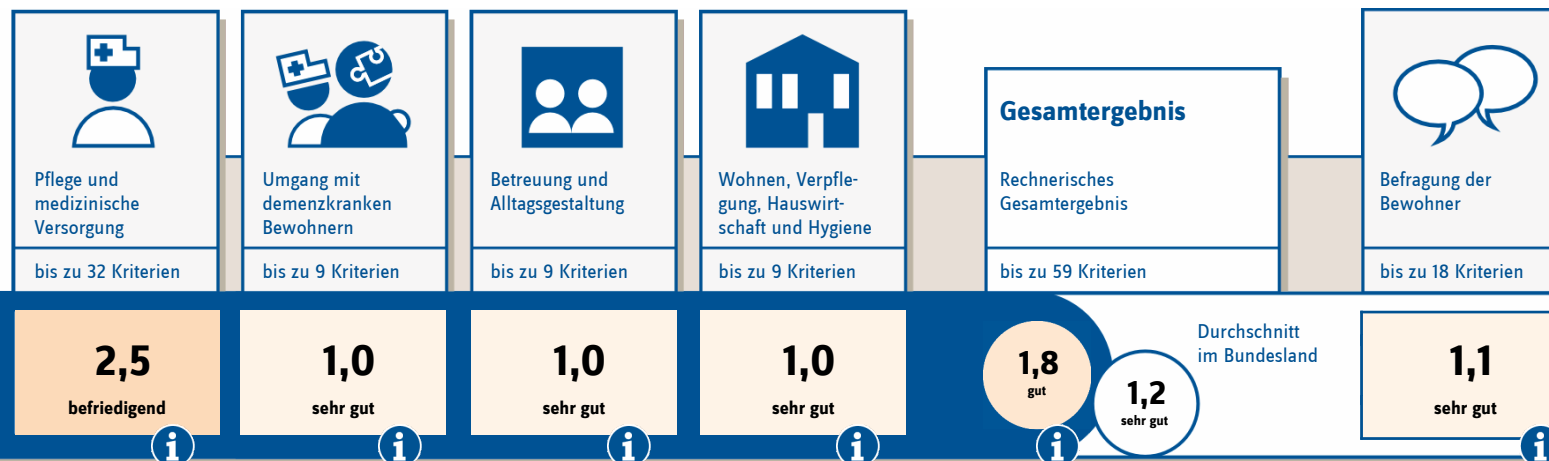 Pflege und
medizinische
Versorgung
bis zu 32 Kriterien
2,5
befriedigend
Umgang mit
demenzkranken
Bewohnern
bis zu 9 Kriterien
1,0
sehr gut
Betreuung und
Alltagsgestaltung
bis zu 9 Kriterien
1,0
sehr gut
Wohnen, Verpfle-
gung, Hauswirt-
schaft und Hygiene
bis zu 9 Kriterien
1,0
sehr gut
Gesamtergebnis
Rechnerisches
Gesamtergebnis
bis zu 59 Kriterien
1,8
gut
Durchschnitt
im Bundesland
1,2
sehr gut
Befragung der
Bewohner
bis zu 18 Kriterien
1,1
sehr gut
i
i
i
i
i
i